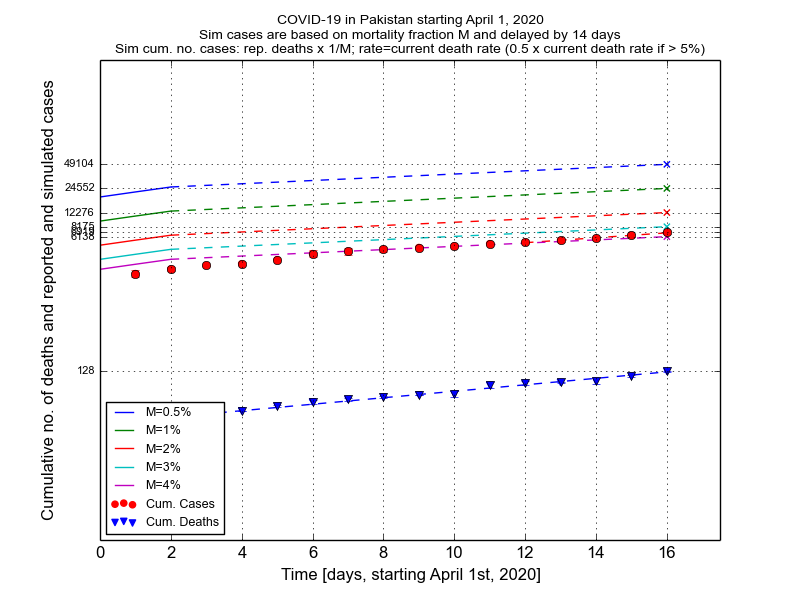 COVID-19 in Pakistan starting April 1, 2020
Sim cases are based on mortality fraction M and delayed by 14 days
Sim cum. no. cases: rep. deaths x 1/M; rate=current death rate (0.5 x current death rate if > 5%)
Cumulative no. of deaths and reported and simulated cases
49104
24552
12276
8175
6138
128
M=0.5%
M=1%
M=2%
M=3%
M=4%
Cum. Cases
Cum. Deaths
0 2 4 6 8 10 12 14 16
Time [days, starting April 1st, 2020]